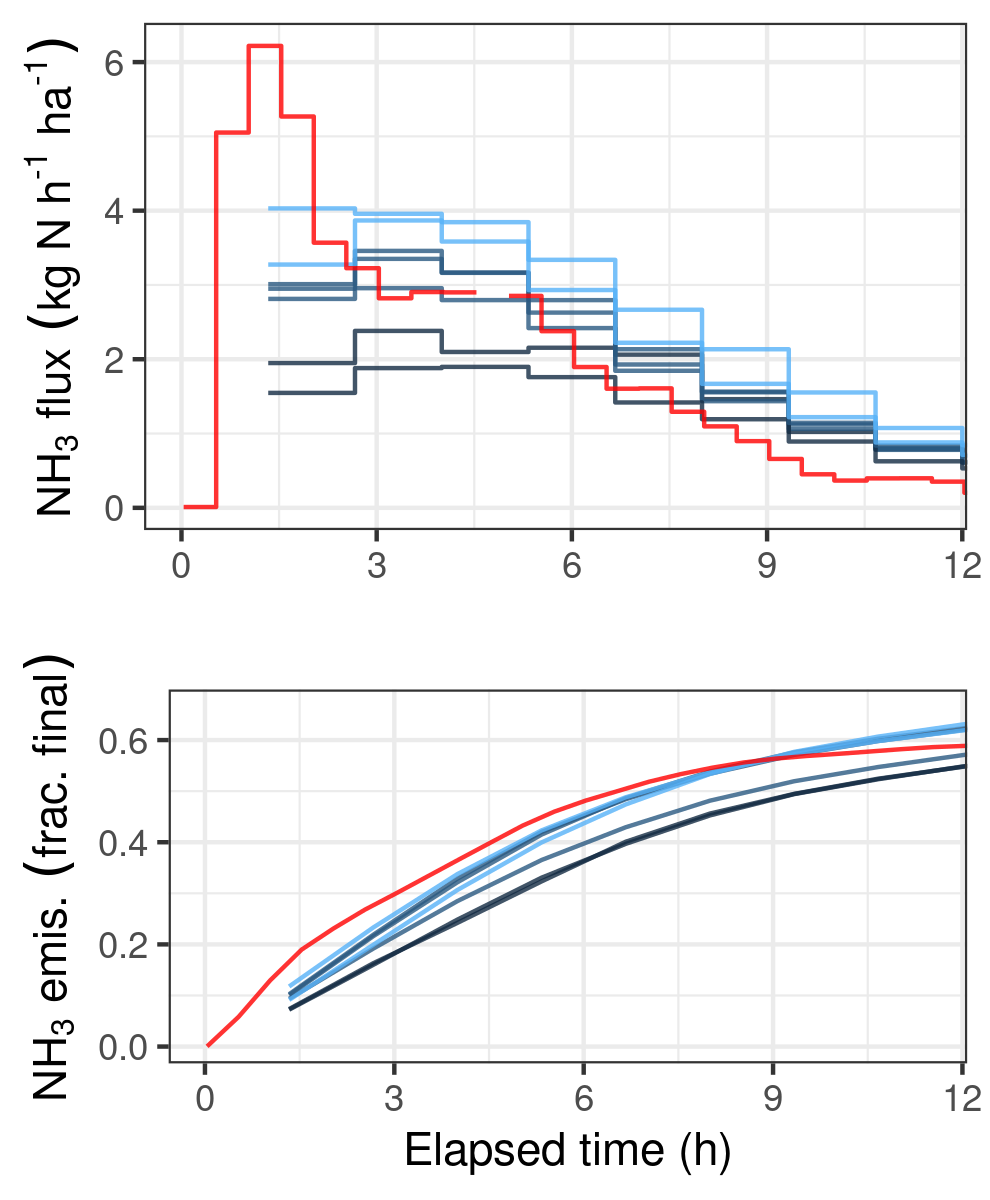 NH₃ flux (kg N h⁻¹ ha⁻¹)
6
4
2
0
0 3 6 9 12
NH₃ emis. (frac. final)
0.6
0.4
0.2
0.0
0 3 6 9 12
Elapsed time (h)